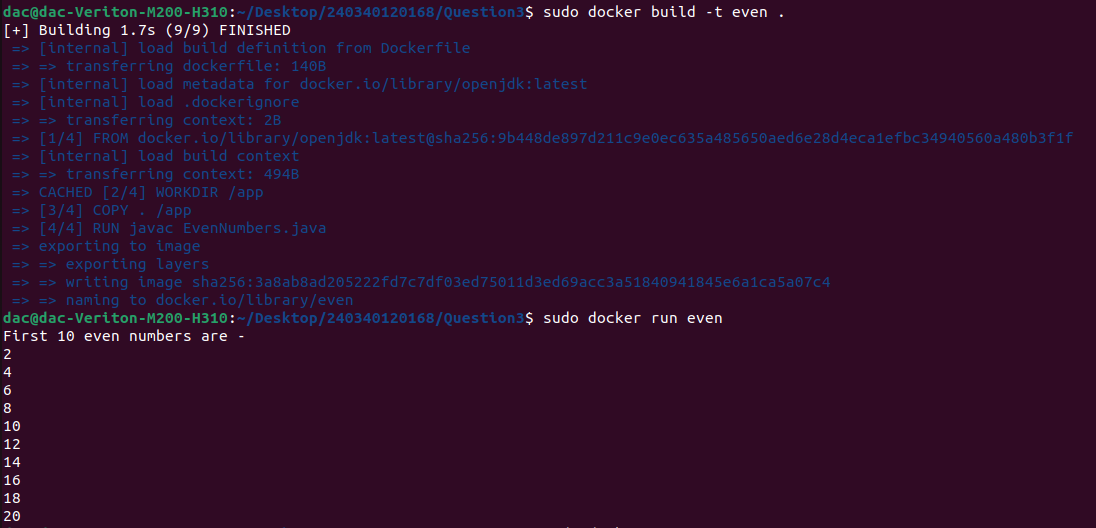 dac@dac-Veriton-M200-H310:~/Desktop/240340120168/Question3$ sudo docker build -t even .
[+] Building 1.7s (9/9) FINISHED
=> [internal] load build definition from Dockerfile
=> => transferring dockerfile: 140B
=> [internal] load metadata for docker.io/library/openjdk:latest
=> [internal] load .dockerignore
=> => transferring context: 2B
=> [1/4] FROM docker.io/library/openjdk:latest@sha256:9b448de897d211c9e0ec635a485650aed6e28d4eca1efbc34940560a480b3f1f
=> [internal] load build context
=> => transferring context: 494B
=> CACHED [2/4] WORKDIR /app
=> [3/4] COPY . /app
=> [4/4] RUN javac EvenNumbers.java
=> exporting to image
=> => exporting layers
=> => writing image sha256:3a8ab8ad205222fd7c7df03ed75011d3ed69acc3a51840941845e6a1ca5a07c4
=> => naming to docker.io/library/even
dac@dac-Veriton-M200-H310:~/Desktop/240340120168/Question3$ sudo docker run even
First 10 even numbers are -
2
4
6
8
10
12
14
16
18
20